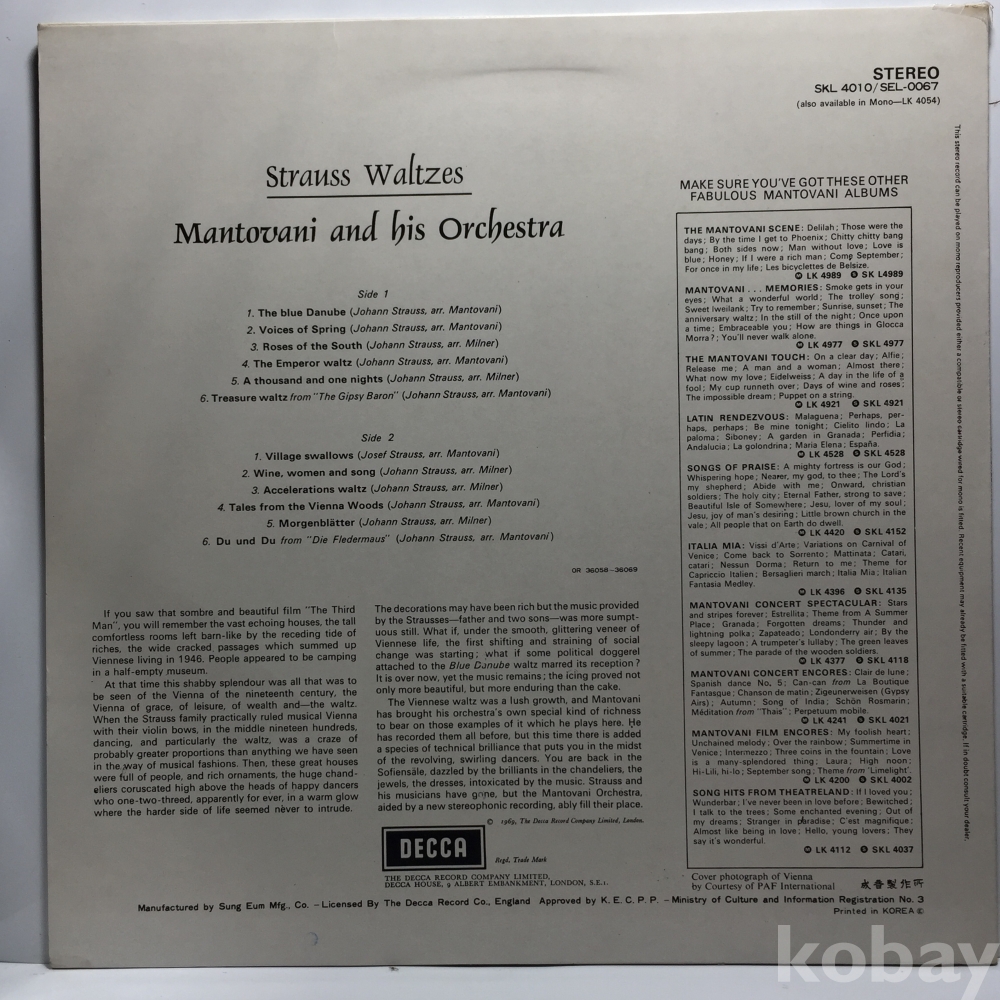 STEREO
SKL 4010/SEL-0067
(also available in Mono—LK 4054)
Strauss Waltzes
Mantovani and his Orchestra
Side 1
1. The blue Danube (Johann Strauss, arr. Mantovani)
2. Voices of Spring (Johann Strauss, arr. Mantovani)
3. Roses of the South (Johann Strauss, arr. Milner)
4. The Emperor waltz (Johann Strauss, arr. Mantovani)
5. A thousand and one nights (Johann Strauss, arr. Milner)
6. Treasure waltz from "The Gipsy Baron" (Johann Strauss, arr. Mantovani)
Side 2
1. Village swallows (Josef Strauss, arr. Mantovani)
2. Wine, women and song (Johann Strauss, arr. Milner)
3. Accelerations waltz (Johann Strauss, arr. Milner)
4. Tales from the Vienna Woods (Johann Strauss, arr. Mantovani)
5. Morgenblätter (Johann Strauss, arr. Milner)
6. Du und Du from "Die Fledermaus" (Johann Strauss, arr. Mantovani)
OR 36058—36069
If you saw that sombre and beautiful film "The Third
Man", you will remember the vast echoing houses, the tall
comfortless rooms left barn-like by the receding tide of
riches, the wide cracked passages which summed up
Viennese living in 1946. People appeared to be camping
in a half-empty museum.
At that time this shabby splendour was all that was to
be seen of the Vienna of the nineteenth century, the
Vienna of grace, of leisure, of wealth and—the waltz.
When the Strauss family practically ruled musical Vienna
with their violin bows, in the middle nineteen hundreds,
dancing, and particularly the waltz, was a craze of
probably greater proportions than anything we have seen
in the way of musical fashions. Then, these great houses
were full of people, and rich ornaments, the huge chand-
eliers coruscated high above the heads of happy dancers
who one-two-threed, apparently for ever, in a warm glow
where the harder side of life seemed never to intrude.
The decorations may have been rich but the music provided
by the Strausses—father and two sons—was more sumpt-
uous still. What if, under the smooth, glittering veneer of
Viennese life, the first shifting and straining of social
change was starting; what if some political doggerel
attached to the Blue Danube waltz marred its reception?
It is over now, yet the music remains; the icing proved not
only more beautiful, but more enduring than the cake.
The Viennese waltz was a lush growth, and Mantovani
has brought his orchestra's own special kind of richness
to bear on those examples of it which he plays here. He
has recorded them all before, but this time there is added
a species of technical brilliance that puts you in the midst
of the revolving, swirling dancers. You are back in the
Sofiensäle, dazzled by the brilliants in the chandeliers, the
jewels, the dresses, intoxicated by the music. Strauss and
his musicians have gone, but the Mantovani Orchestra,
aided by a new stereophonic recording, ably fill their place.
© 1969, The Decca Record Company Limited, London.
DECCA
Regd. Trade Mark
THE DECCA RECORD COMPANY LIMITED,
DECCA HOUSE, 9 ALBERT EMBANKMENT, LONDON, S.E.1.
MAKE SURE YOU'VE GOT THESE OTHER
FABULOUS MANTOVANI ALBUMS
THE MANTOVANI SCENE: Delilah; Those were the
days; By the time I get to Phoenix; Chitty chitty bang
bang; Both sides now; Man without love; Love is
blue; Honey; If I were a rich man; Come September;
For once in my life; Les bicyclettes de Belsize.
M LK 4989 S SK L4989
MANTOVANI . . . MEMORIES: Smoke gets in your
eyes; What a wonderful world; The trolley song;
Sweet lweilank; Try to remember; Sunrise, sunset; The
anniversary waltz; In the still of the night; Once upon
a time; Embraceable you; How are things in Glocca
Morra?; You'll never walk alone.
M LK 4977 S SKL 4977
THE MANTOVANI TOUCH: On a clear day; Alfie;
Release me; A man and a woman; Almost there;
What now my love; Eidelweiss; A day in the life of a
fool; My cup runneth over; Days of wine and roses;
The impossible dream; Puppet on a string.
M LK 4921 S SKL 4921
LATIN RENDEZVOUS: Malaguena; Perhaps, per-
haps, perhaps; Be mine tonight; Cielito lindo; La
paloma; Siboney; A garden in Granada; Perfidia;
Andalucia; La golondrina; Maria Elena; España.
M LK 4528 S SKL 4528
SONGS OF PRAISE: A mighty fortress is our God;
Whispering hope; Nearer, my god, to thee; The Lord's
my shepherd; Abide with me; Onward, christian
soldiers; The holy city; Eternal Father, strong to save;
Beautiful Isle of Somewhere; Jesu, lover of my soul;
Jesu, joy of man's desiring; Little brown church in the
vale; All people that on Earth do dwell.
M LK 4420 S SKL 4152
ITALIA MIA: Vissi d'Arte; Variations on Carnival of
Venice; Come back to Sorrento; Mattinata; Catari,
catari; Nessun Dorma; Return to me; Theme for
Capriccio Italien; Bersaglieri march; Italia Mia; Italian
Fantasia Medley.
M LK 4396 S SKL 4135
MANTOVANI CONCERT SPECTACULAR: Stars
and stripes forever; Estrellita; Theme from A Summer
Place; Granada; Forgotten dreams; Thunder and
lightning polka; Zapateado; Londonderry air; By the
sleepy lagoon; A trumpeter's lullaby; The green leaves
of summer; The parade of the wooden soldiers.
M LK 4377 S SKL 4118
MANTOVANI CONCERT ENCORES: Clair de lune;
Spanish dance No. 5; Can-can from La Boutique
Fantasque; Chanson de matin; Zigeunerweisen (Gypsy
Airs); Autumn; Song of India; Schön Rosmarin;
Méditation from "Thais"; Perpetuum mobile.
M LK 4241 S SKL 4021
MANTOVANI FILM ENCORES: My foolish heart;
Unchained melody; Over the rainbow; Summertime in
Venice; Intermezzo; Three coins in the fountain; Love
is a many-splendored thing; Laura; High noon;
Hi-Lili, hi-lo; September song; Theme from 'Limelight'.
M LK 4200 S SKL 4002
SONG HITS FROM THEATRELAND: If I loved you;
Wunderbar; I've never been in love before; Bewitched;
I talk to the trees; Some enchanted evening; Out of
my dreams; Stranger in paradise; C'est magnifique;
Almost like being in love; Hello, young lovers; They
say it's wonderful.
M LK 4112 S SKL 4037
Cover photograph of Vienna
by Courtesy of PAF International
成音製作所
Manufactured by Sung Eum Mfg., Co. – Licensed By The Decca Record Co., England Approved by K. E. C. P. P. – Ministry of Culture and Information Registration No. 3
Printed in KOREA ©
This stereo record can be played on mono reproducers provided either a compatible or stereo cartridge wired for mono is fitted. Recent equipment may already be fitted with a suitable cartridge. If in doubt consult your dealer.
kobay